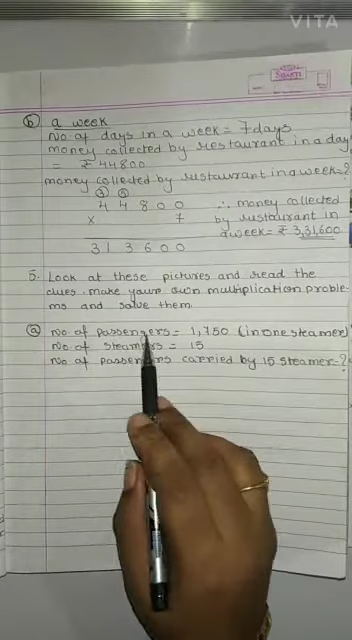 VITA
ⓑ a week
No of days in a week = 7 days
money collected by restaurant in a day
= ₹ 44800
money collected by restaurant in a week = ?
③ ⑤
4 4 8 0 0 ∴ money collected
x 7 by restaurant in
a week = ₹ 3,31,600
3 1 3 6 0 0
5. Look at these pictures and read the
clues. make your own multiplication proble-
ms and solve them.
ⓐ No of passengers = 1,750 (in one steamer)
No of steamers = 15
No of passengers carried by 15 steamer = ?